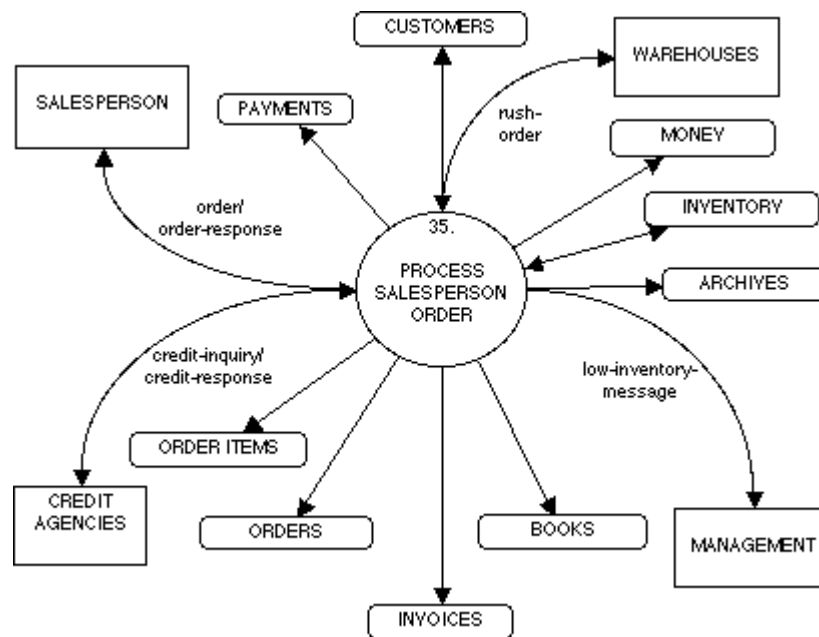 CUSTOMERS
WAREHOUSES
SALESPERSON
PAYMENTS
rush-
order
MONEY
order/
order-response
INVENTORY
35.
PROCESS
SALESPERSON
ORDER
ARCHIVES
credit-inquiry/
credit-response
low-inventory-
message
ORDER ITEMS
CREDIT
AGENCIES
ORDERS
BOOKS
MANAGEMENT
INVOICES